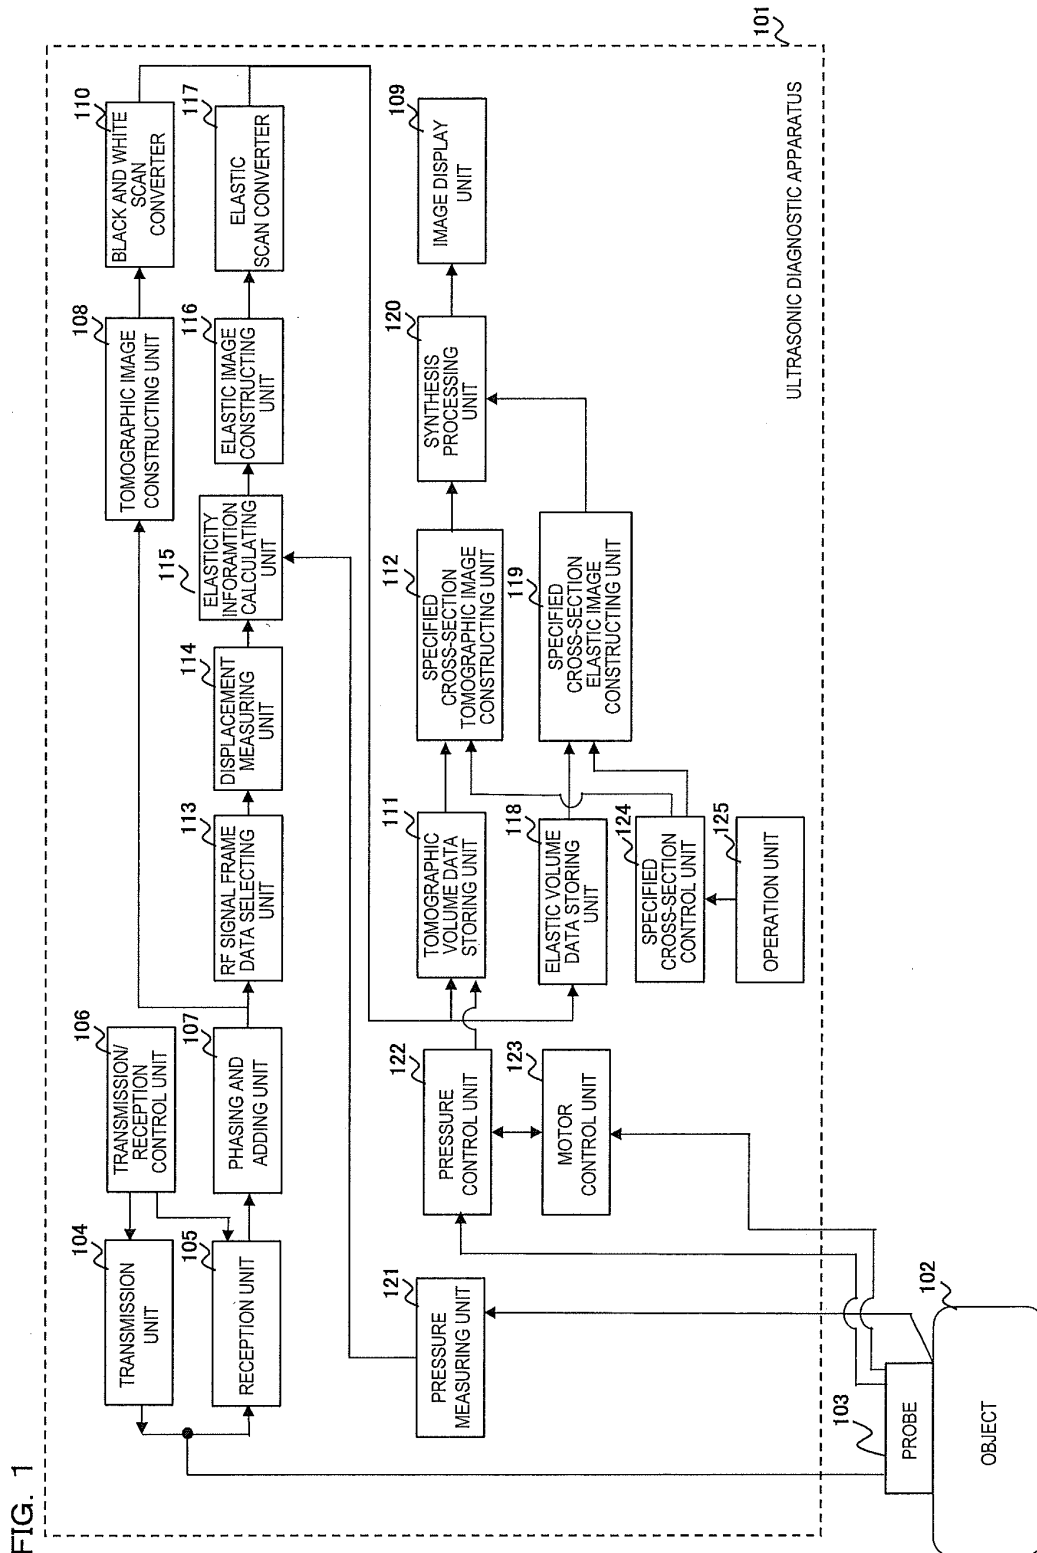 FIG. 1
101
ULTRASONIC DIAGNOSTIC APPARATUS
104
TRANSMISSION
UNIT
106
TRANSMISSION/
RECEPTION
CONTROL UNIT
108
TOMOGRAPHIC IMAGE
CONSTRUCTING UNIT
110
BLACK AND WHITE
SCAN
CONVERTER
105
RECEPTION UNIT
107
PHASING AND
ADDING UNIT
113
RF SIGNAL FRAME
DATA SELECTING
UNIT
114
DISPLACEMENT
MEASURING
UNIT
115
ELASTICITY
INFORAMTION
CALCULATING
UNIT
116
ELASTIC IMAGE
CONSTRUCTING
UNIT
117
ELASTIC
SCAN CONVERTER
121
PRESSURE
MEASURING UNIT
122
PRESSURE
CONTROL UNIT
111
TOMOGRAPHIC
VOLUME DATA
STORING UNIT
112
SPECIFIED
CROSS-SECTION
TOMOGRAPHIC IMAGE
CONSTRUCTING UNIT
120
SYNTHESIS
PROCESSING
UNIT
109
IMAGE DISPLAY
UNIT
123
MOTOR
CONTROL UNIT
118
ELASTIC VOLUME
DATA STORING
UNIT
119
SPECIFIED
CROSS-SECTION
ELASTIC IMAGE
CONSTRUCTING UNIT
124
SPECIFIED
CROSS-SECTION
CONTROL UNIT
125
OPERATION UNIT
103
PROBE
102
OBJECT